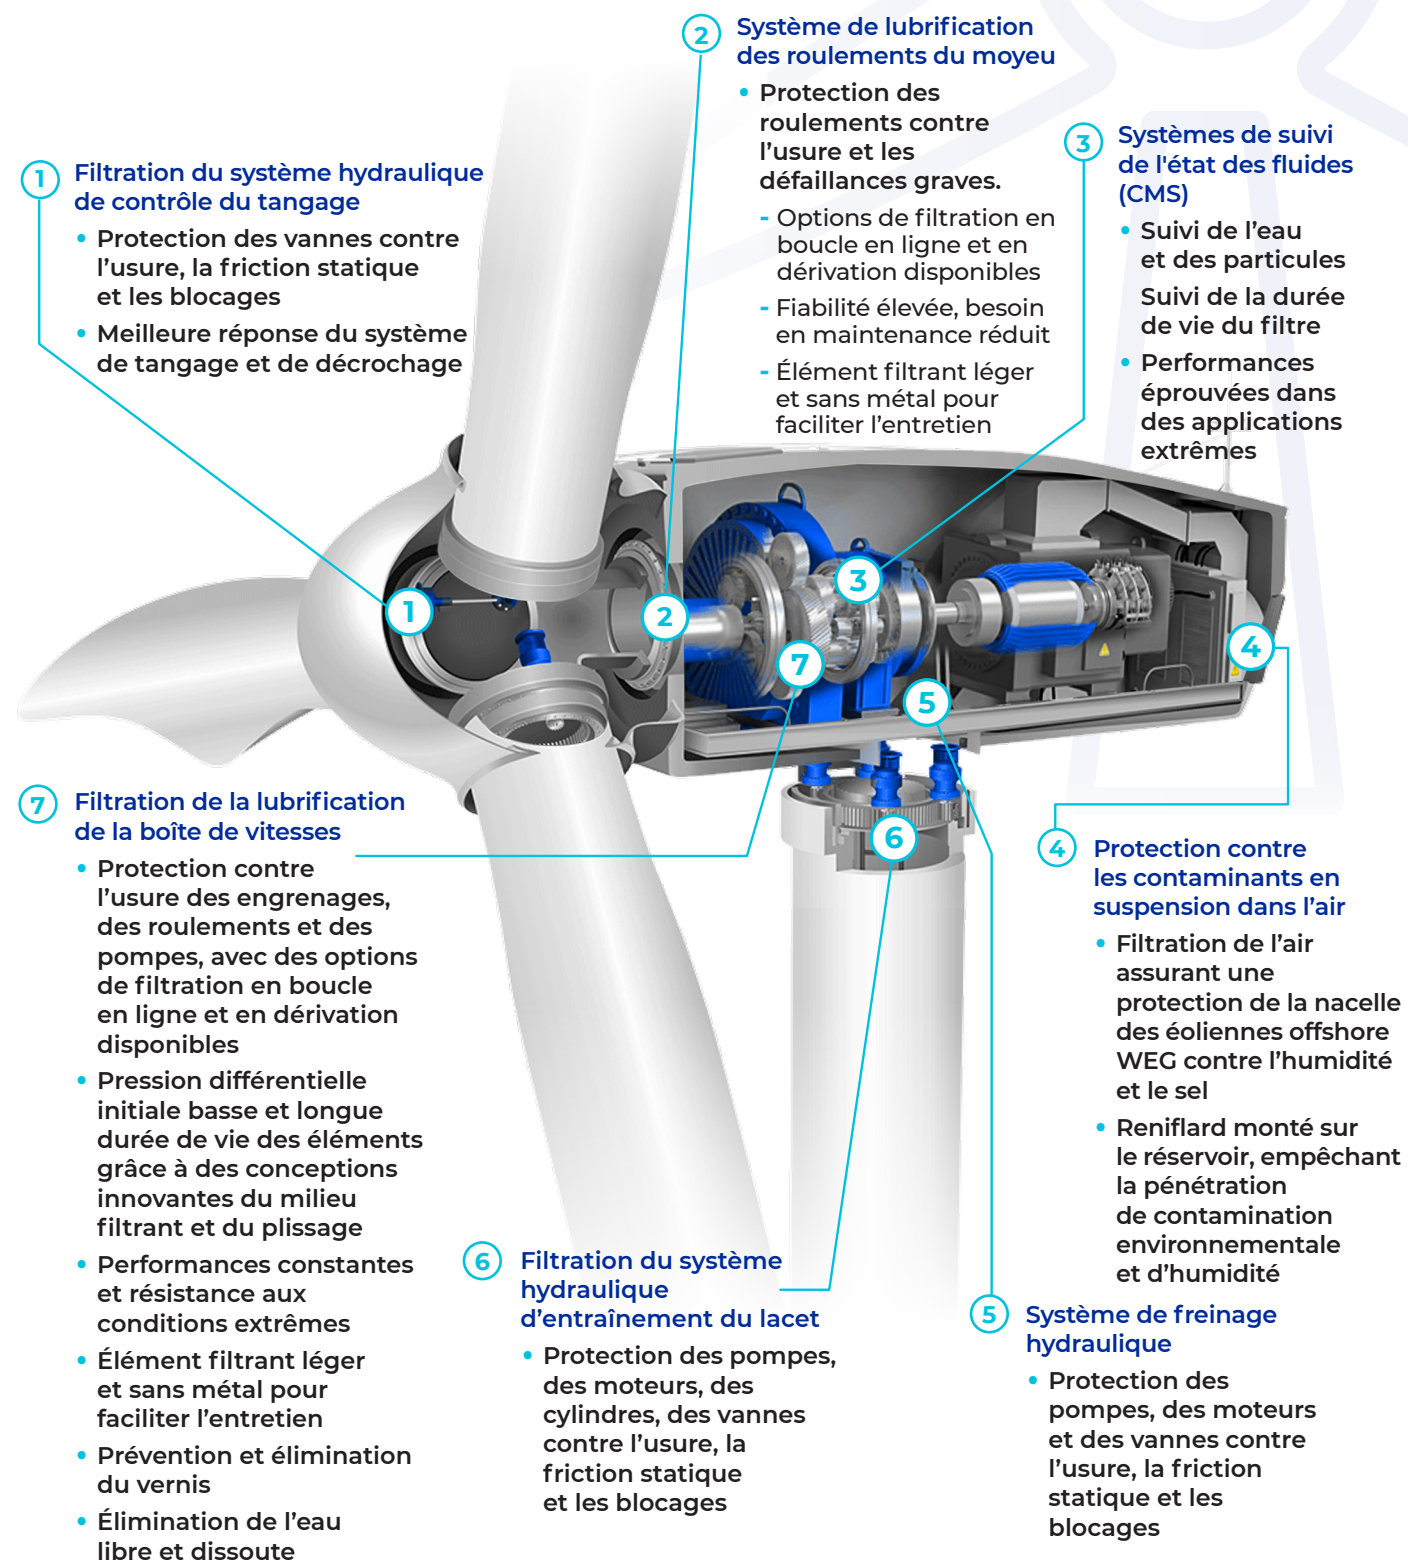 1
Filtration du système hydraulique
de contrôle du tangage
• Protection des vannes contre
l’usure, la friction statique
et les blocages
• Meilleure réponse du système
de tangage et de décrochage
2
Système de lubrification
des roulements du moyeu
• Protection des
roulements contre
l’usure et les
défaillances graves.
- Options de filtration en
boucle en ligne et en
dérivation disponibles
- Fiabilité élevée, besoin
en maintenance réduit
- Élément filtrant léger
et sans métal pour
faciliter l’entretien
3
Systèmes de suivi
de l'état des fluides
(CMS)
• Suivi de l’eau
et des particules
Suivi de la durée
de vie du filtre
• Performances
éprouvées dans
des applications
extrêmes
1
2
3
7
4
5
6
7
Filtration de la lubrification
de la boîte de vitesses
• Protection contre
l’usure des engrenages,
des roulements et des
pompes, avec des options
de filtration en boucle
en ligne et en dérivation
disponibles
• Pression différentielle
initiale basse et longue
durée de vie des éléments
grâce à des conceptions
innovantes du milieu
filtrant et du plissage
• Performances constantes
et résistance aux
conditions extrêmes
• Élément filtrant léger
et sans métal pour
faciliter l’entretien
• Prévention et élimination
du vernis
• Élimination de l’eau
libre et dissoute
6
Filtration du système
hydraulique
d’entraînement du lacet
• Protection des pompes,
des moteurs, des
cylindres, des vannes
contre l’usure, la
friction statique
et les blocages
4
Protection contre
les contaminants en
suspension dans l’air
• Filtration de l’air
assurant une
protection de la nacelle
des éoliennes offshore
WEG contre l’humidité
et le sel
• Reniflard monté sur
le réservoir, empêchant
la pénétration
de contamination
environnementale
et d’humidité
5
Système de freinage
hydraulique
• Protection des
pompes, des moteurs
et des vannes contre
l’usure, la friction
statique et les
blocages